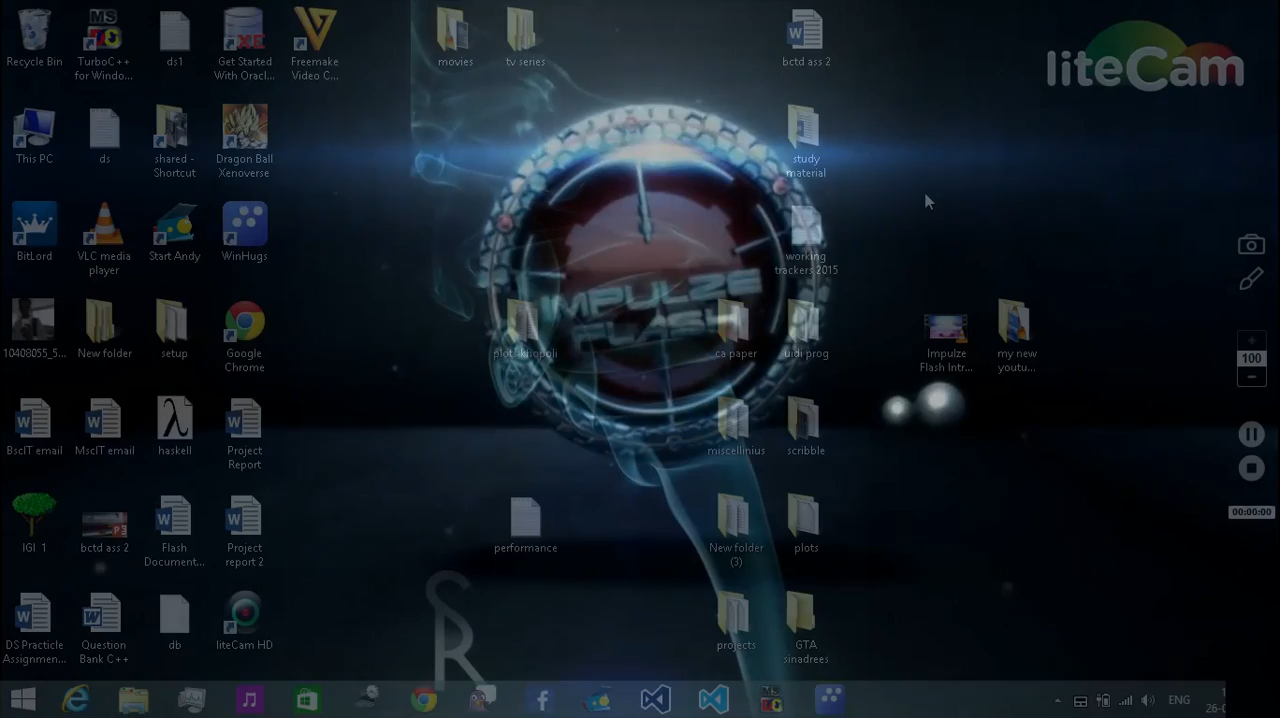 Recycle Bin
TurboC++
for Windo...
ds1
Get Started
With Oracl...
Freemake
Video C...
movies
tv series
bctd ass 2
liteCam
This PC
ds
shared -
Shortcut
Dragon Ball
Xenoverse
study
material
BitLord
VLC media
player
Start Andy
WinHugs
working
trackers 2015
IMPULZE
FLASH
10408055_5...
New folder
setup
Google
Chrome
plots khopoli
ca paper
uidi prog
Impulze
Flash Intr...
my new
youtu...
100
BscIT email
MscIT email
haskell
Project
Report
miscellinius
scribble
00:00:00
IGI 1
bctd ass 2
Flash
Document...
Project
report 2
performance
New folder
(3)
plots
DS Practicle
Assignmen...
Question
Bank C++
db
liteCam HD
projects
GTA
sinadrees
ENG